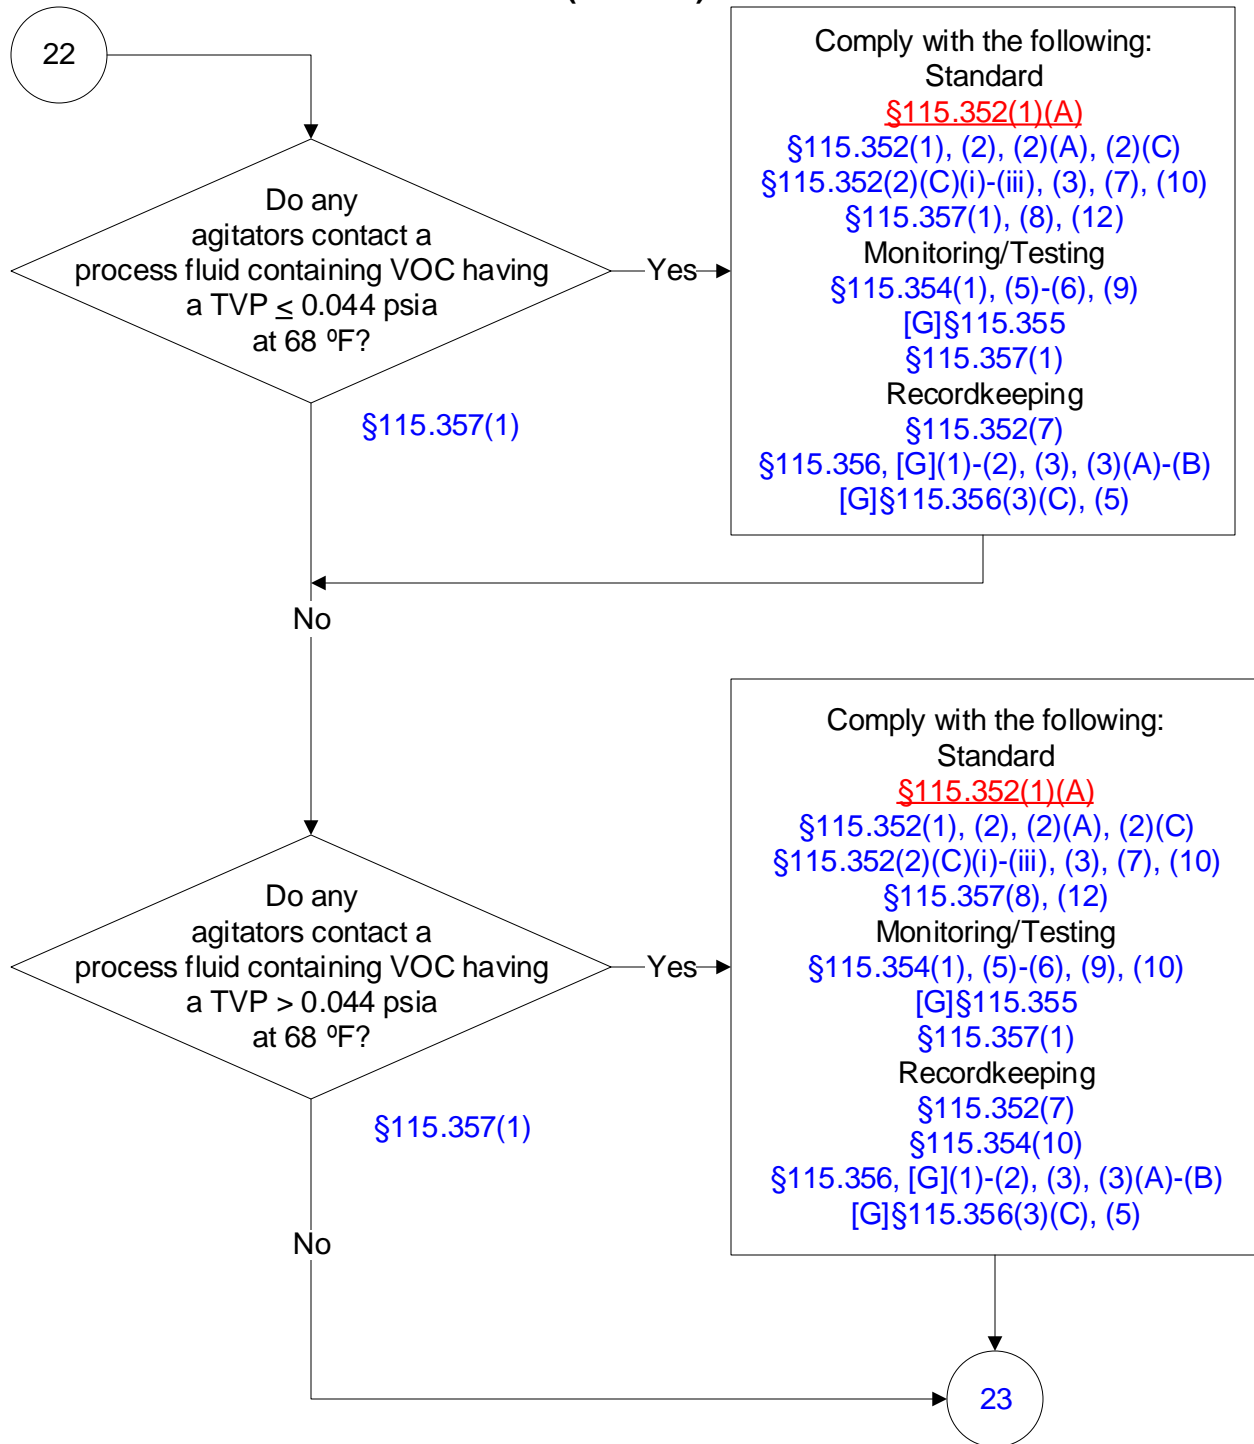 22
Do any
agitators contact a
process fluid containing VOC having
a TVP ≤ 0.044 psia
at 68 ºF?
§115.357(1)
Yes
Comply with the following:
Standard
§115.352(1)(A)
§115.352(1), (2), (2)(A), (2)(C)
§115.352(2)(C)(i)-(iii), (3), (7), (10)
§115.357(1), (8), (12)
Monitoring/Testing
§115.354(1), (5)-(6), (9)
[G]§115.355
§115.357(1)
Recordkeeping
§115.352(7)
§115.356, [G](1)-(2), (3), (3)(A)-(B)
[G]§115.356(3)(C), (5)
No
Do any
agitators contact a
process fluid containing VOC having
a TVP > 0.044 psia
at 68 ºF?
§115.357(1)
Yes
Comply with the following:
Standard
§115.352(1)(A)
§115.352(1), (2), (2)(A), (2)(C)
§115.352(2)(C)(i)-(iii), (3), (7), (10)
§115.357(8), (12)
Monitoring/Testing
§115.354(1), (5)-(6), (9), (10)
[G]§115.355
§115.357(1)
Recordkeeping
§115.352(7)
§115.354(10)
§115.356, [G](1)-(2), (3), (3)(A)-(B)
[G]§115.356(3)(C), (5)
No
23